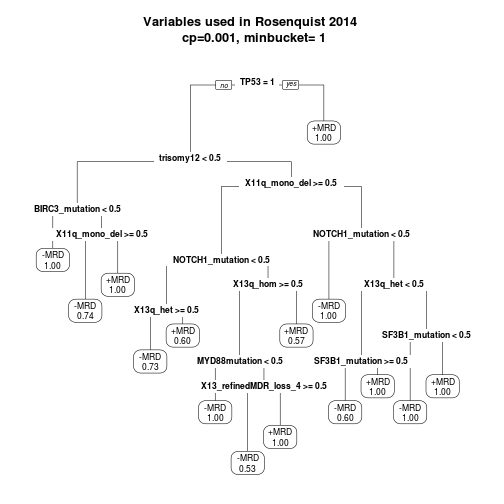 Variables used in Rosenquist 2014
cp=0.001, minbucket= 1
no
TP53 = 1
yes
+MRD
1.00
trisomy12 < 0.5
X11q_mono_del >= 0.5
BIRC3_mutation < 0.5
X11q_mono_del >= 0.5
NOTCH1_mutation < 0.5
-MRD
1.00
NOTCH1_mutation < 0.5
+MRD
1.00
X13q_hom >= 0.5
X13q_het < 0.5
-MRD
0.74
X13q_het >= 0.5
-MRD
1.00
+MRD
0.60
+MRD
0.57
SF3B1_mutation < 0.5
-MRD
0.73
MYD88mutation < 0.5
SF3B1_mutation >= 0.5
X13_refinedMDR_loss_4 >= 0.5
+MRD
1.00
+MRD
1.00
-MRD
1.00
-MRD
0.60
-MRD
1.00
+MRD
1.00
-MRD
0.53